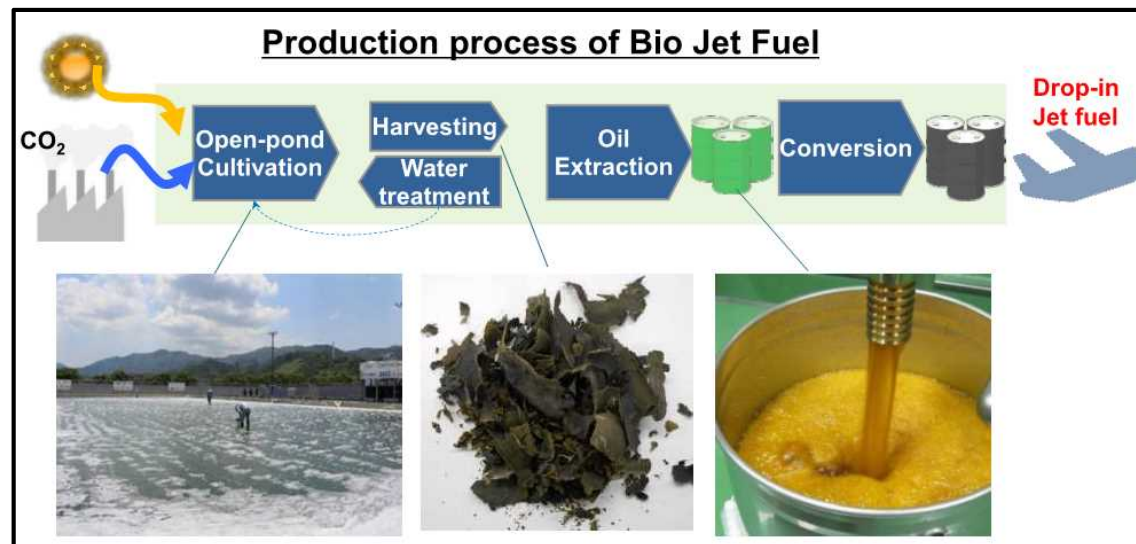 Production process of Bio Jet Fuel
CO2
Open-pond
Cultivation
Harvesting
Water
treatment
Oil
Extraction
Conversion
Drop-in
Jet fuel